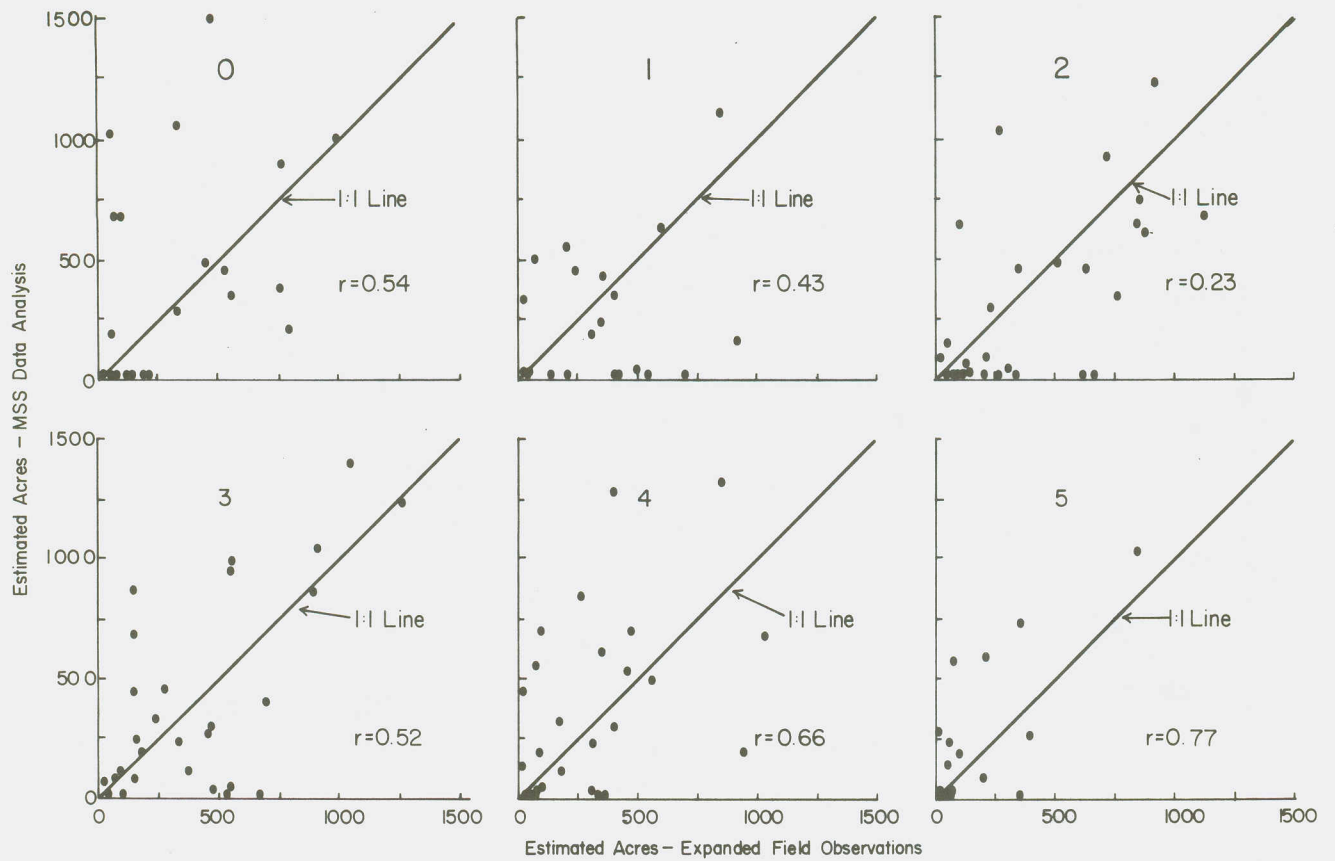 Estimated Acres - MSS Data Analysis
1500
1000
500
0
0
1:1 Line
r=0.54
1
1:1 Line
r=0.43
2
1:1 Line
r=0.23
1500
1000
500
0
3
1:1 Line
r=0.52
0
500
1000
1500
4
1:1 Line
r=0.66
0
500
1000
1500
5
1:1 Line
r=0.77
0
500
1000
1500
Estimated Acres - Expanded Field Observations